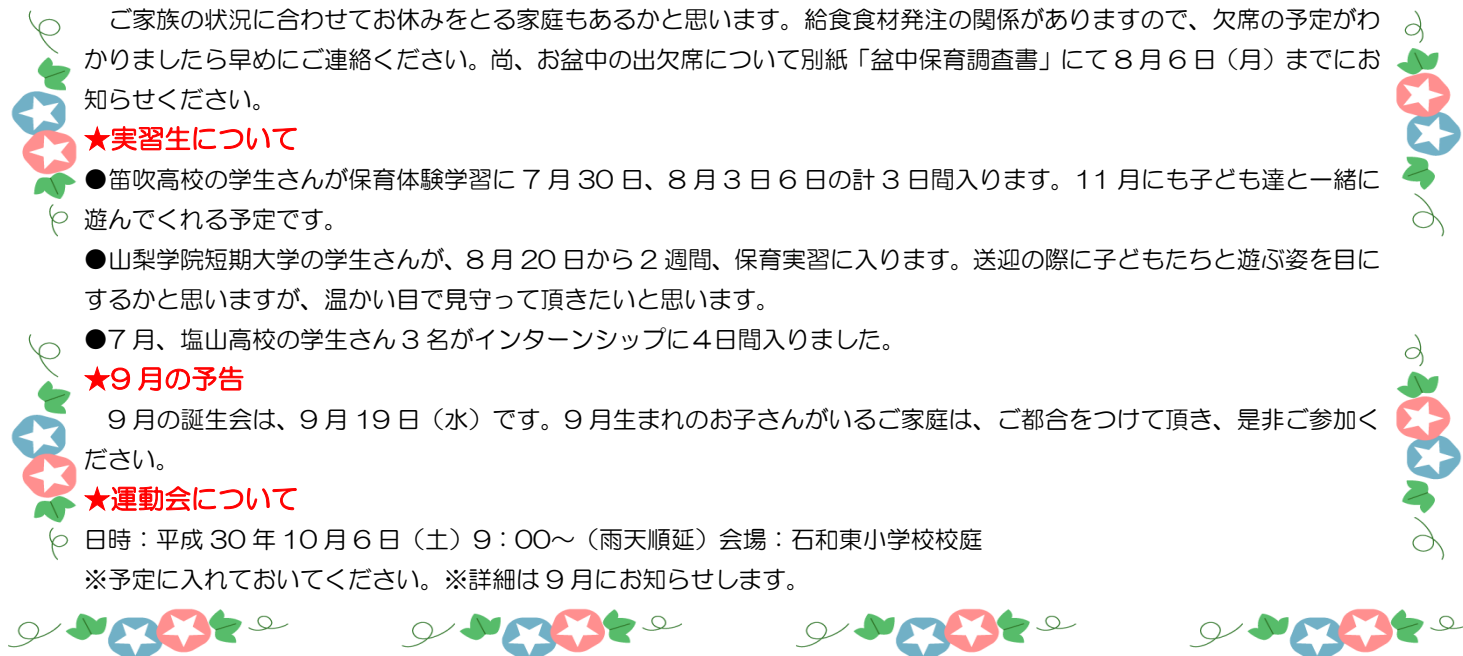 ご家族の状況に合わせてお休みをとる家庭もあるかと思います。給食食材発注の関係がありますので、欠席の予定がわ
かりましたら早めにご連絡ください。尚、お盆中の出欠席について別紙「盆中保育調査書」にて８月６日（月）までにお
知らせください。
★実習生について
●笛吹高校の学生さんが保育体験学習に７月30日、８月３日６日の計３日間入ります。11月にも子ども達と一緒に
遊んでくれる予定です。
●山梨学院短期大学の学生さんが、８月20日から２週間、保育実習に入ります。送迎の際に子どもたちと遊ぶ姿を目に
するかと思いますが、温かい目で見守って頂きたいと思います。
●７月、塩山高校の学生さん３名がインターンシップに４日間入りました。
★９月の予告
９月の誕生会は、９月19日（水）です。９月生まれのお子さんがいるご家庭は、ご都合をつけて頂き、是非ご参加く
ださい。
★運動会について
日時：平成30年10月６日（土）９：00～（雨天順延）会場：石和東小学校校庭
※予定に入れておいてください。※詳細は９月にお知らせします。